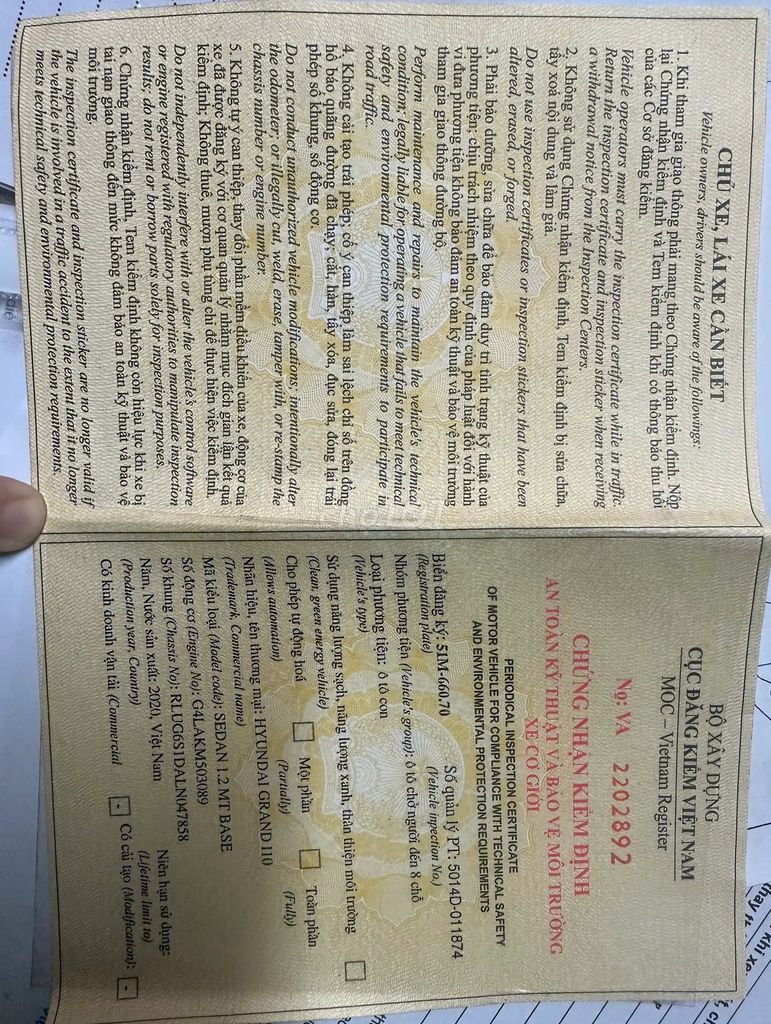 CHỦ XE, LÁI XE CẦN BIẾT
Vehicle owners, drivers should be aware of the followings:
1. Khi tham gia giao thông phải mang theo Chứng nhận kiểm định. Nộp
lại Chứng nhận kiểm định và Tem kiểm định khi có thông báo thu hồi
của các Cơ sở đăng kiểm.
Vehicle operators must carry the inspection certificate while in traffic.
Return the inspection certificate and inspection sticker when receiving
a withdrawal notice from the Inspection Centers.
2. Không sử dụng Chứng nhận kiểm định, Tem kiểm định bị sửa chữa,
tẩy xoá nội dung và làm giả.
Do not use inspection certificates or inspection stickers that have been
altered, erased, or forged.
3. Phải bảo dưỡng, sửa chữa để bảo đảm duy trì tình trạng kỹ thuật của
phương tiện; chịu trách nhiệm theo quy định của pháp luật đối với hành
vi đưa phương tiện không bảo đảm an toàn kỹ thuật và bảo vệ môi trường
tham gia giao thông đường bộ.
Perform maintenance and repairs to maintain the vehicle's technical
condition; legally liable for operating a vehicle that fails to meet technical
safety and environmental protection requirements to participate in
road traffic.
4. Không cải tạo trái phép; cố ý can thiệp làm sai lệch chỉ số trên đồng
hồ báo quãng đường đã chạy; cắt, hàn, tẩy xóa, đục sửa, đóng lại trái
phép số khung, số động cơ.
Do not conduct unauthorized vehicle modifications; intentionally alter
the odometer; or illegally cut, weld, erase, tamper with, or re-stamp the
chassis number or engine number.
5. Không tự ý can thiệp, thay đổi phần mềm điều khiển của xe, động cơ của
xe đã được đăng ký với cơ quan quản lý nhằm mục đích gian lận kết quả
kiểm định; Không thuê, mượn phụ tùng chỉ để thực hiện việc kiểm định.
Do not independently interfere with or alter the vehicle's control software
or engine registered with regulatory authorities to manipulate inspection
results; do not rent or borrow parts solely for inspection purposes.
6. Chứng nhận kiểm định, Tem kiểm định không còn hiệu lực khi xe bị
tai nạn giao thông đến mức không đảm bảo an toàn kỹ thuật và bảo vệ
môi trường.
The inspection certificate and inspection sticker are no longer valid if
the vehicle is involved in a traffic accident to the extent that it no longer
meets technical safety and environmental protection requirements.
BỘ XÂY DỰNG
CỤC ĐĂNG KIỂM VIỆT NAM
MOC – Vietnam Register
No: VA 2202892
CHỨNG NHẬN KIỂM ĐỊNH
AN TOÀN KỸ THUẬT VÀ BẢO VỆ MÔI TRƯỜNG
XE CƠ GIỚI
PERIODICAL INSPECTION CERTIFICATE
OF MOTOR VEHICLE FOR COMPLIANCE WITH TECHNICAL SAFETY
AND ENVIRONMENTAL PROTECTION REQUIREMENTS
Biển đăng ký: 51M-660.70 Số quản lý PT: 5014D-011874
(Registration plate) (Vehicle inpection No.)
Nhóm phương tiện (Vehicle's group): ô tô chở người đến 8 chỗ
Loại phương tiện: ô tô con
(Vehicle's type)
Sử dụng năng lượng sạch, năng lượng xanh, thân thiện môi trường
(Clean, green energy vehicle)
Cho phép tự động hoá Một phần Toàn phần
(Allows automation) (Partially) (Fully)
Nhãn hiệu, tên thương mại: HYUNDAI GRAND I10
(Trademark, Commercial name)
Mã kiểu loại (Model code): SEDAN 1.2 MT BASE
Số động cơ (Engine No): G4LAKM503089
Số khung (Chassis No): RLUG6S1DALN047858
Năm, Nước sản xuất: 2020, Việt Nam Niên hạn sử dụng:
(Production year, Country) (Lifetime limit to)
Có kinh doanh vận tải (Commercial - Có cải tạo (Modification): -